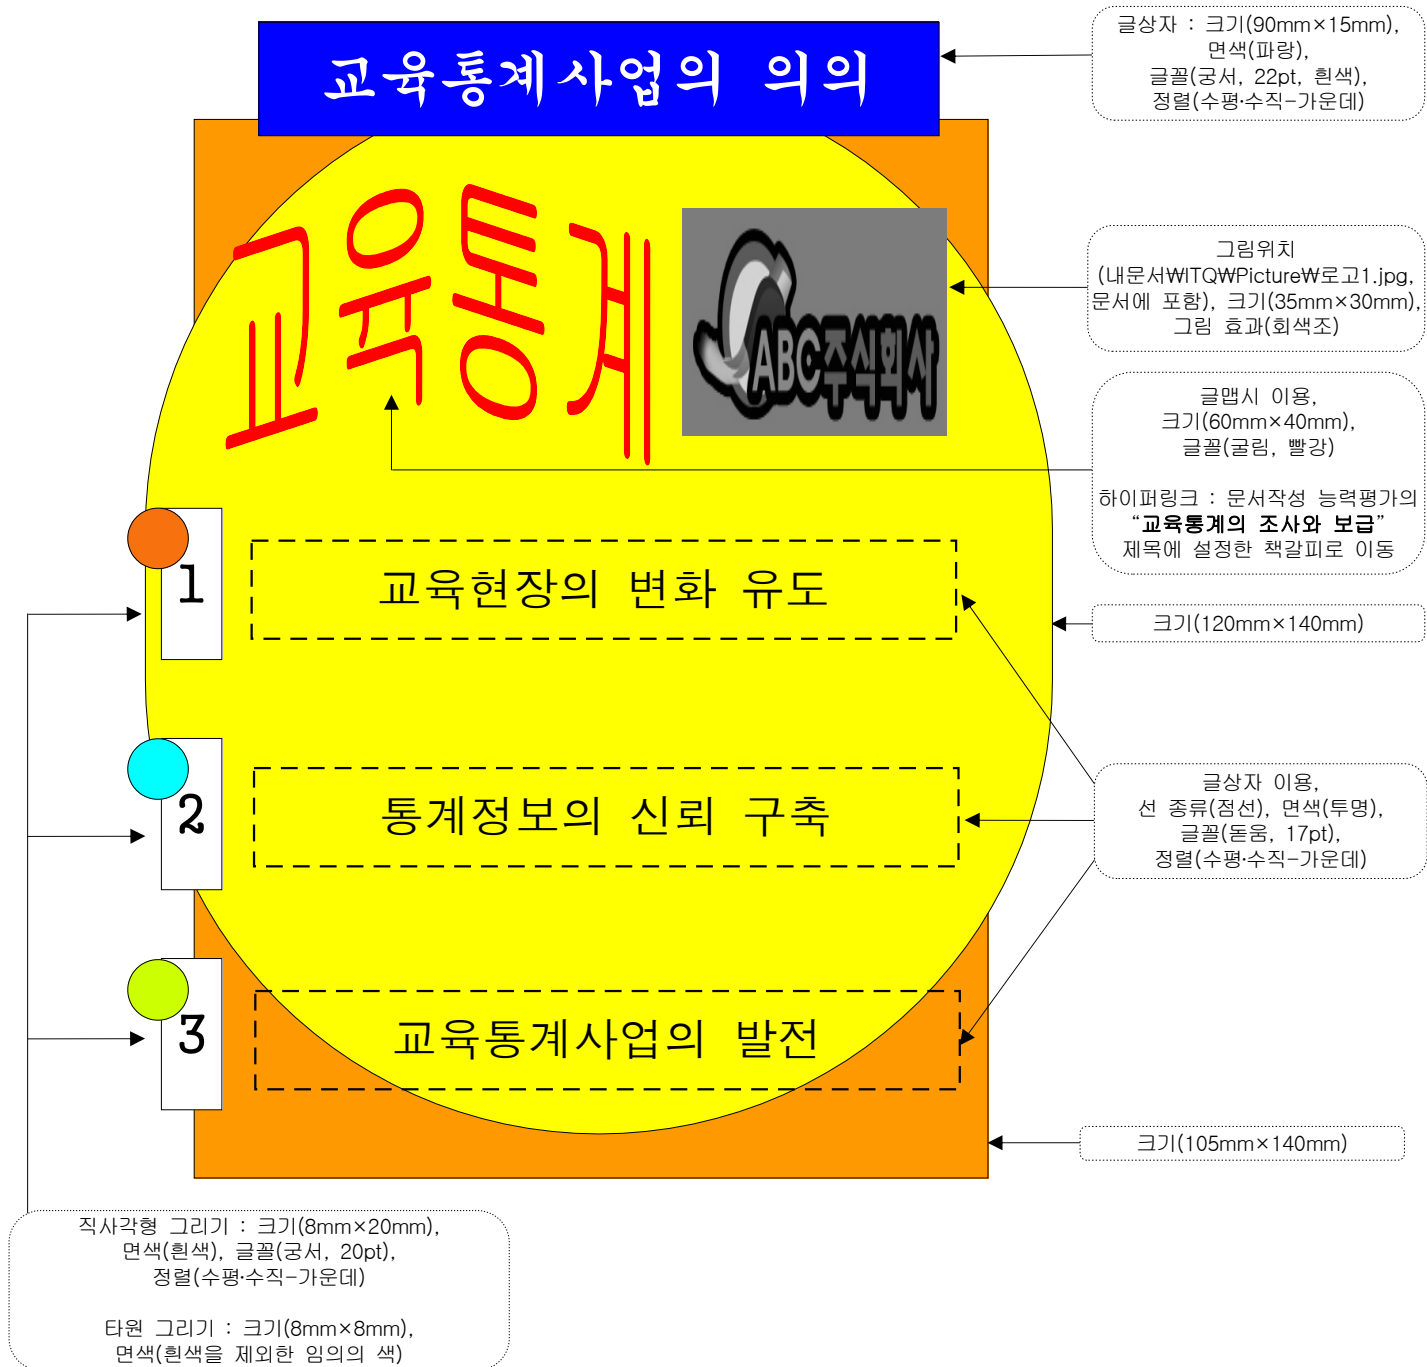 교육통계사업의 의의
글상자 : 크기(90mm×15mm),
면색(파랑),
글꼴(궁서, 22pt, 흰색),
정렬(수평·수직-가운데)
교육통계
ABC주식회사
그림위치
(내문서₩ITQ₩Picture₩로고1.jpg,
문서에 포함), 크기(35mm×30mm),
그림 효과(회색조)
글맵시 이용,
크기(60mm×40mm),
글꼴(굴림, 빨강)
하이퍼링크 : 문서작성 능력평가의
“교육통계의 조사와 보급”
제목에 설정한 책갈피로 이동
1
교육현장의 변화 유도
크기(120mm×140mm)
2
통계정보의 신뢰 구축
글상자 이용,
선 종류(점선), 면색(투명),
글꼴(돋움, 17pt),
정렬(수평·수직-가운데)
3
교육통계사업의 발전
크기(105mm×140mm)
직사각형 그리기 : 크기(8mm×20mm),
면색(흰색), 글꼴(궁서, 20pt),
정렬(수평·수직-가운데)
타원 그리기 : 크기(8mm×8mm),
면색(흰색을 제외한 임의의 색)